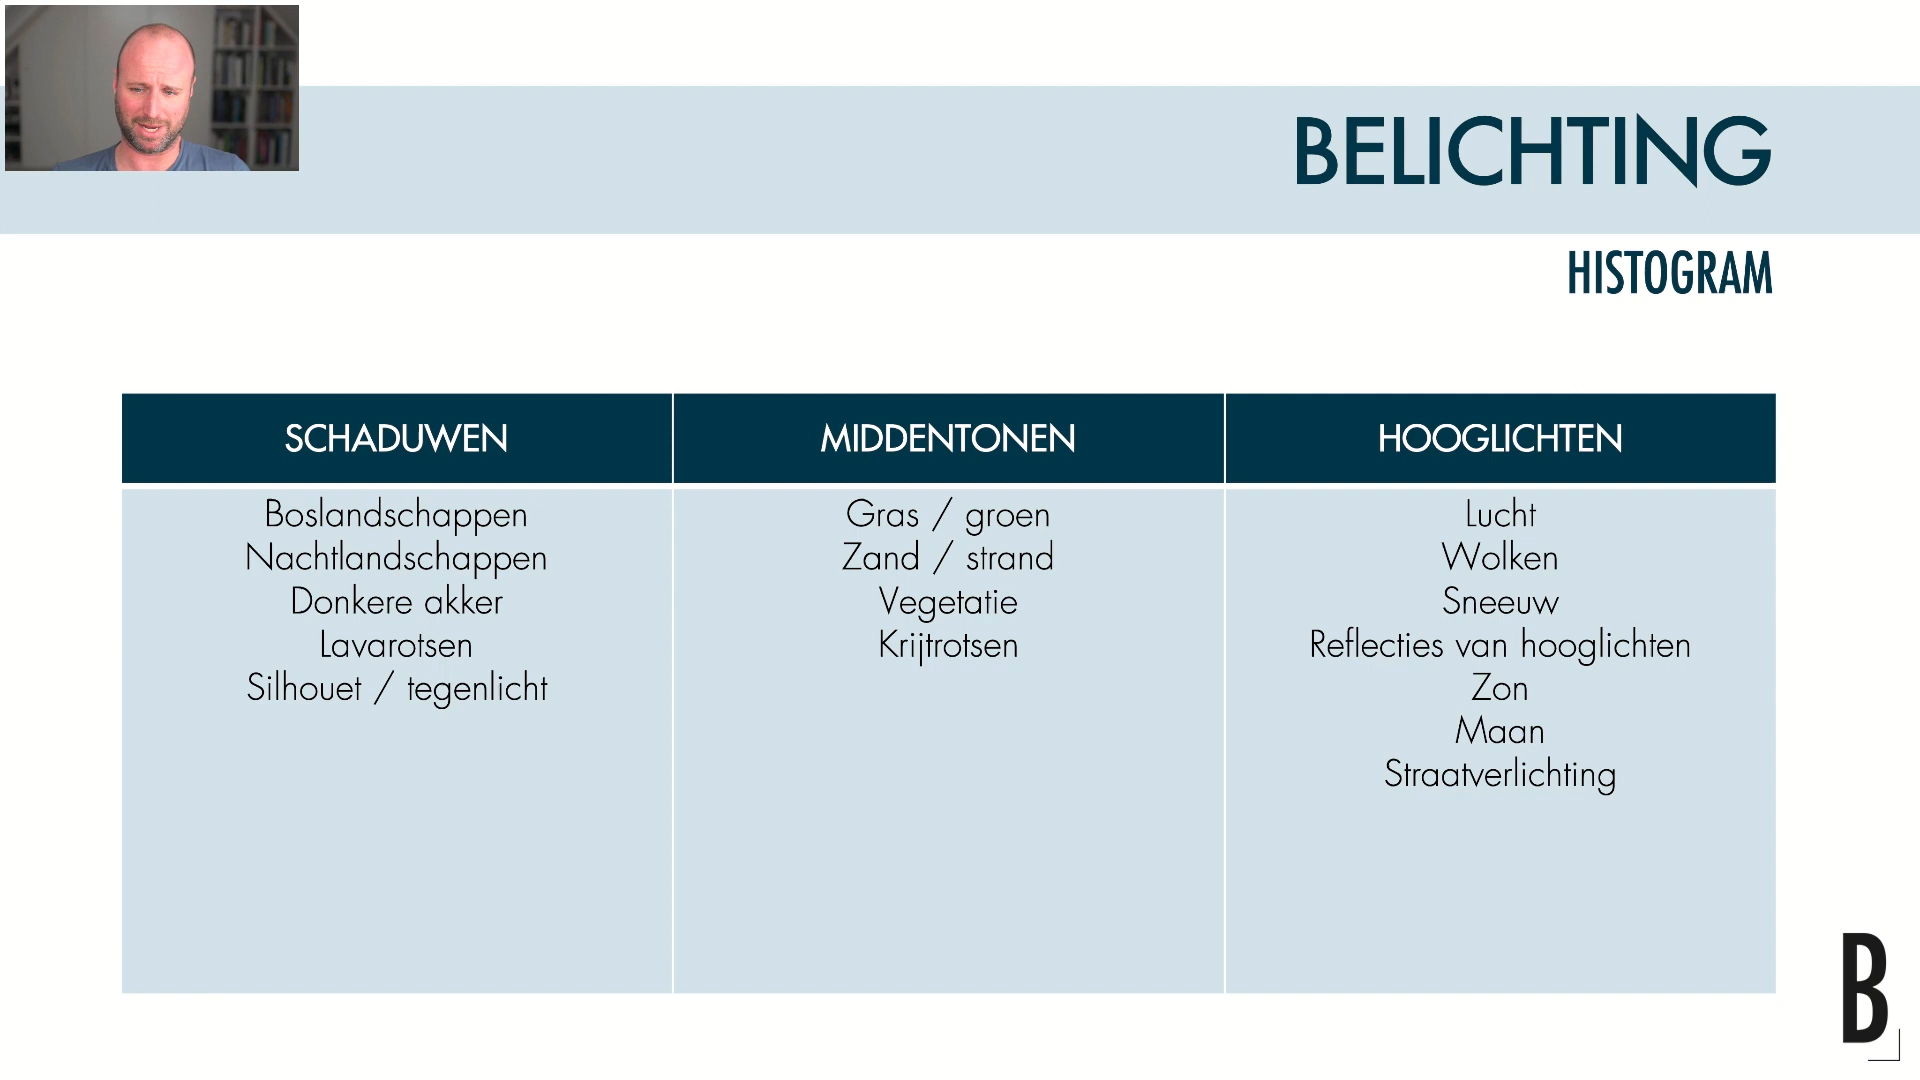 BELICHTING
HISTOGRAM
SCHADUWEN
Boslandschappen
Nachtlandschappen
Donkere akker
Lavarotsen
Silhouet / tegenlicht
MIDDENTONEN
Gras / groen
Zand / strand
Vegetatie
Krijtrotsen
HOOGLICHTEN
Lucht
Wolken
Sneeuw
Reflecties van hooglichten
Zon
Maan
Straatverlichting
B